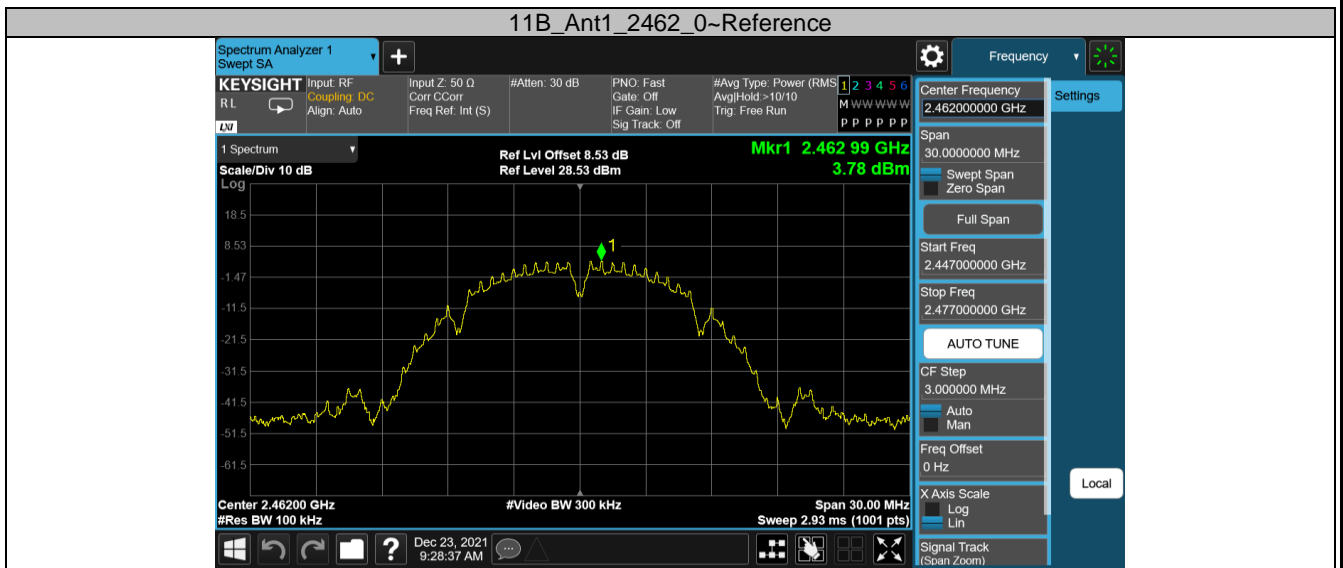 11B_Ant1_2462_0~Reference
Spectrum Analyzer 1
Swept SA
Frequency
KEYSIGHT
RL
LXI
Input: RF
Coupling: DC
Align: Auto
Input Z: 50 Ω
Corr CCorr
Freq Ref: Int (S)
#Atten: 30 dB
PNO: Fast
Gate: Off
IF Gain: Low
Sig Track: Off
#Avg Type: Power (RMS
Avg|Hold:>10/10
Trig: Free Run
1 2 3 4 5 6
M W W W W W
P P P P P P
1 Spectrum
Scale/Div 10 dB
Ref Lvl Offset 8.53 dB
Ref Level 28.53 dBm
Mkr1 2.462 99 GHz
3.78 dBm
Log
18.5
8.53
-1.47
-11.5
-21.5
-31.5
-41.5
-51.5
-61.5
1
Center 2.46200 GHz
#Res BW 100 kHz
#Video BW 300 kHz
Span 30.00 MHz
Sweep 2.93 ms (1001 pts)
Center Frequency
2.462000000 GHz
Settings
Span
30.0000000 MHz
Swept Span
Zero Span
Full Span
Start Freq
2.447000000 GHz
Stop Freq
2.477000000 GHz
AUTO TUNE
CF Step
3.000000 MHz
Auto
Man
Freq Offset
0 Hz
X Axis Scale
Log
Lin
Local
Signal Track
(Span Zoom)
?
Dec 23, 2021
9:28:37 AM